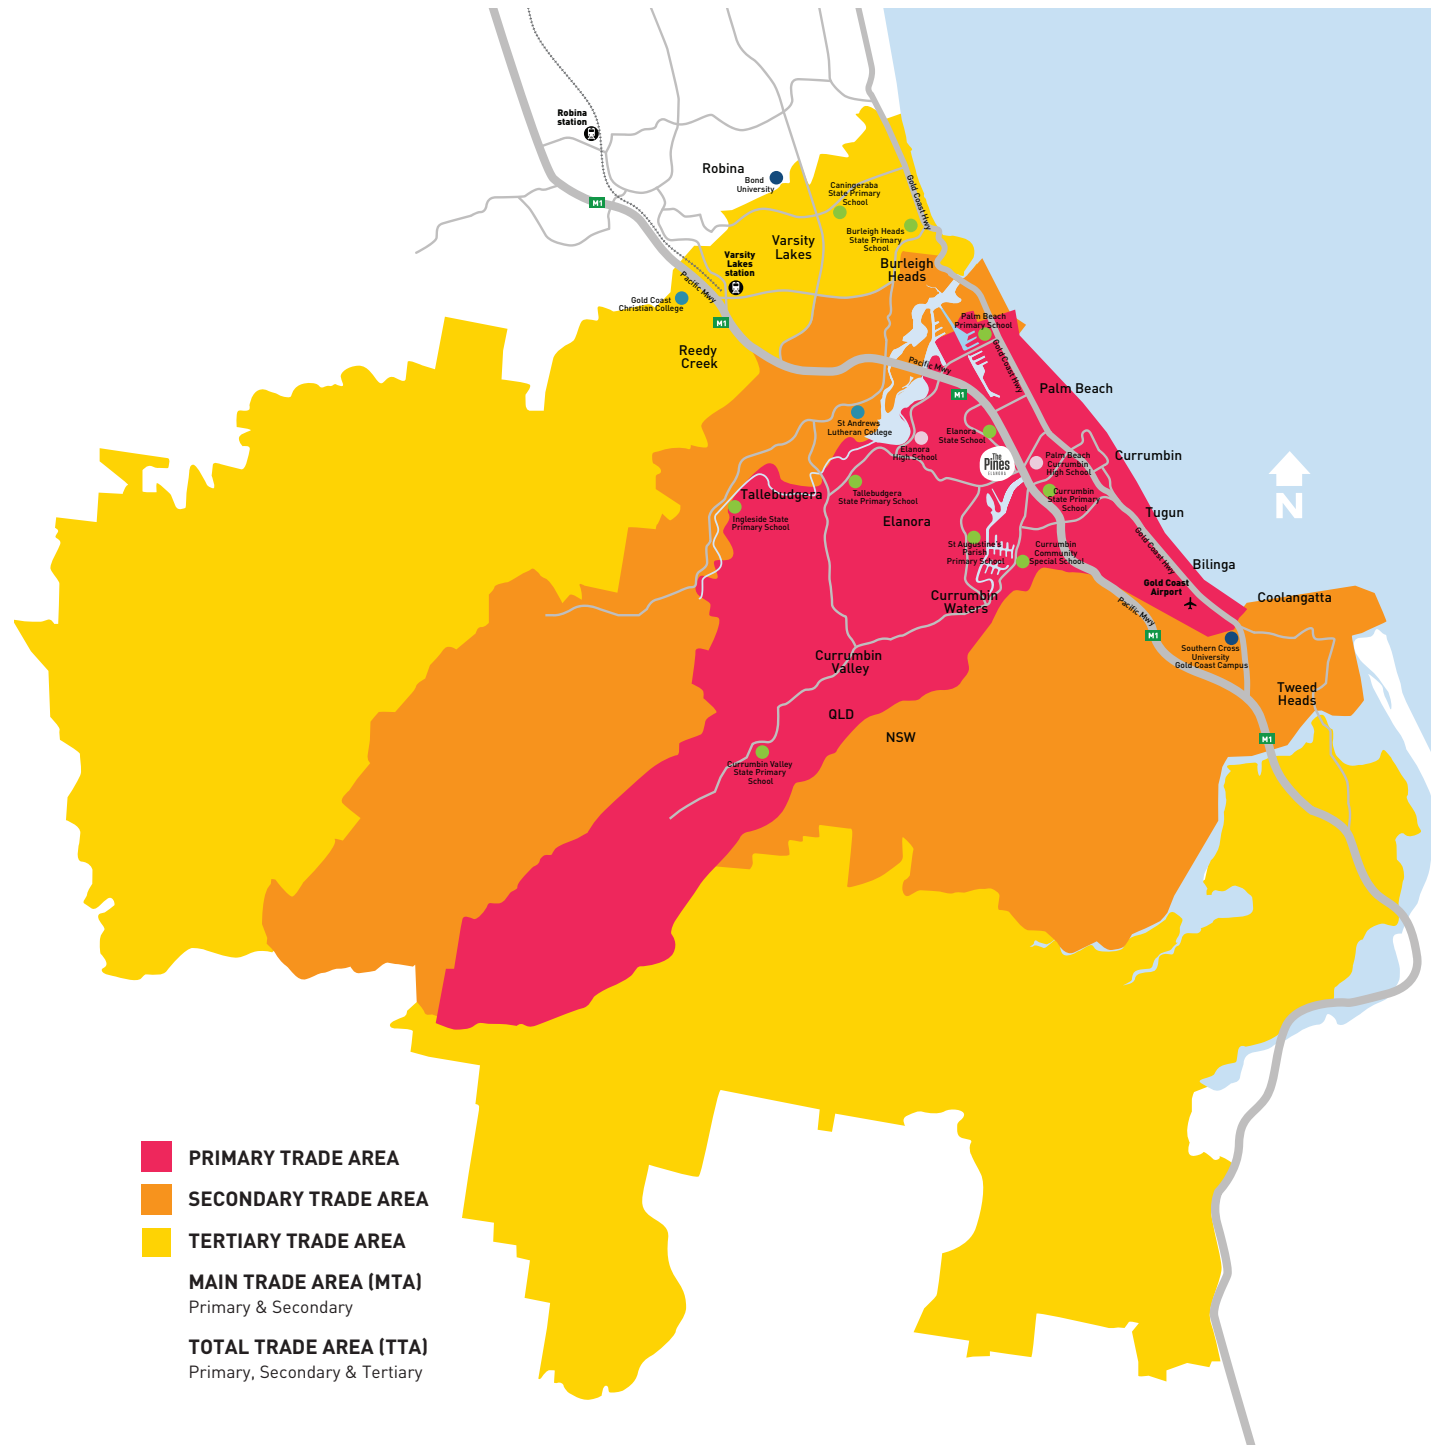 Robina
station
Robina
Bond
University
M1
Caningeraba
State Primary
School
Gold Coast Hwy
Burleigh Heads
State Primary
School
Varsity
Lakes
Varsity
Lakes
station
Burleigh
Heads
Pacific Mwy
Gold Coast
Christian College
M1
Palm Beach
Primary School
Reedy
Creek
Gold Coast Hwy
Pacific Mwy
M1
Palm Beach
St Andrews
Lutheran College
Elanora
State School
Elanora
High School
The
Pines
ELANORA
Palm Beach
Currumbin
High School
Currumbin
Tallebudgera
Tallebudgera
State Primary School
Currumbin
State Primary
School
N
Tugun
Ingleside State
Primary School
Elanora
St Augustine's
Parish
Primary School
Currumbin
Community
Special School
Gold Coast Hwy
Bilinga
Gold Coast
Airport
Currumbin
Waters
Coolangatta
Pacific Mwy
M1
Southern Cross
University
Gold Coast Campus
Currumbin
Valley
Tweed
Heads
QLD
NSW
M1
Currumbin Valley
State Primary
School
PRIMARY TRADE AREA
SECONDARY TRADE AREA
TERTIARY TRADE AREA
MAIN TRADE AREA (MTA)
Primary & Secondary
TOTAL TRADE AREA (TTA)
Primary, Secondary & Tertiary